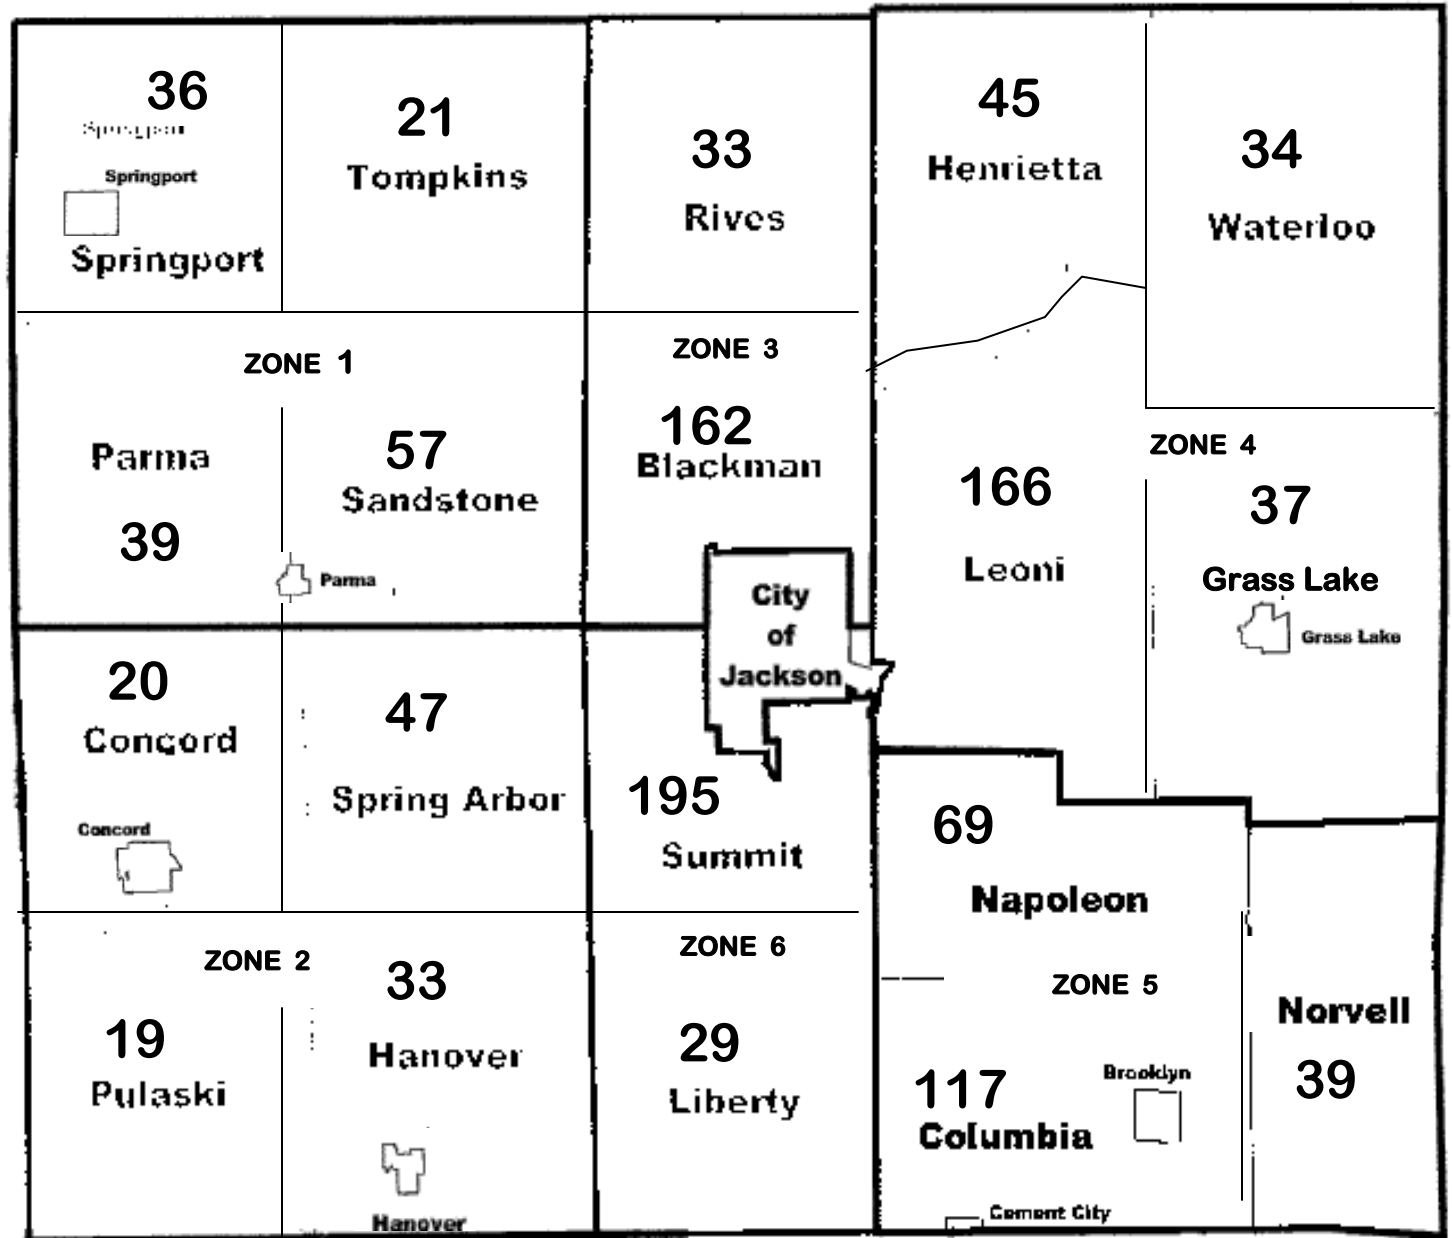 36
Springport
Springport
Springport
21
Tompkins
33
Rives
45
Henrietta
34
Waterloo
ZONE 1
Parma
39
57
Sandstone
Parma
ZONE 3
162
Blackman
City
of
Jackson
ZONE 4
166
Leoni
37
Grass Lake
Grass Lake
20
Concord
Concord
47
Spring Arbor
195
Summit
69
Napoleon
ZONE 2
19
Pulaski
33
Hanover
Hanover
ZONE 6
29
Liberty
ZONE 5
117
Columbia
Brooklyn
Cement City
Norvell
39